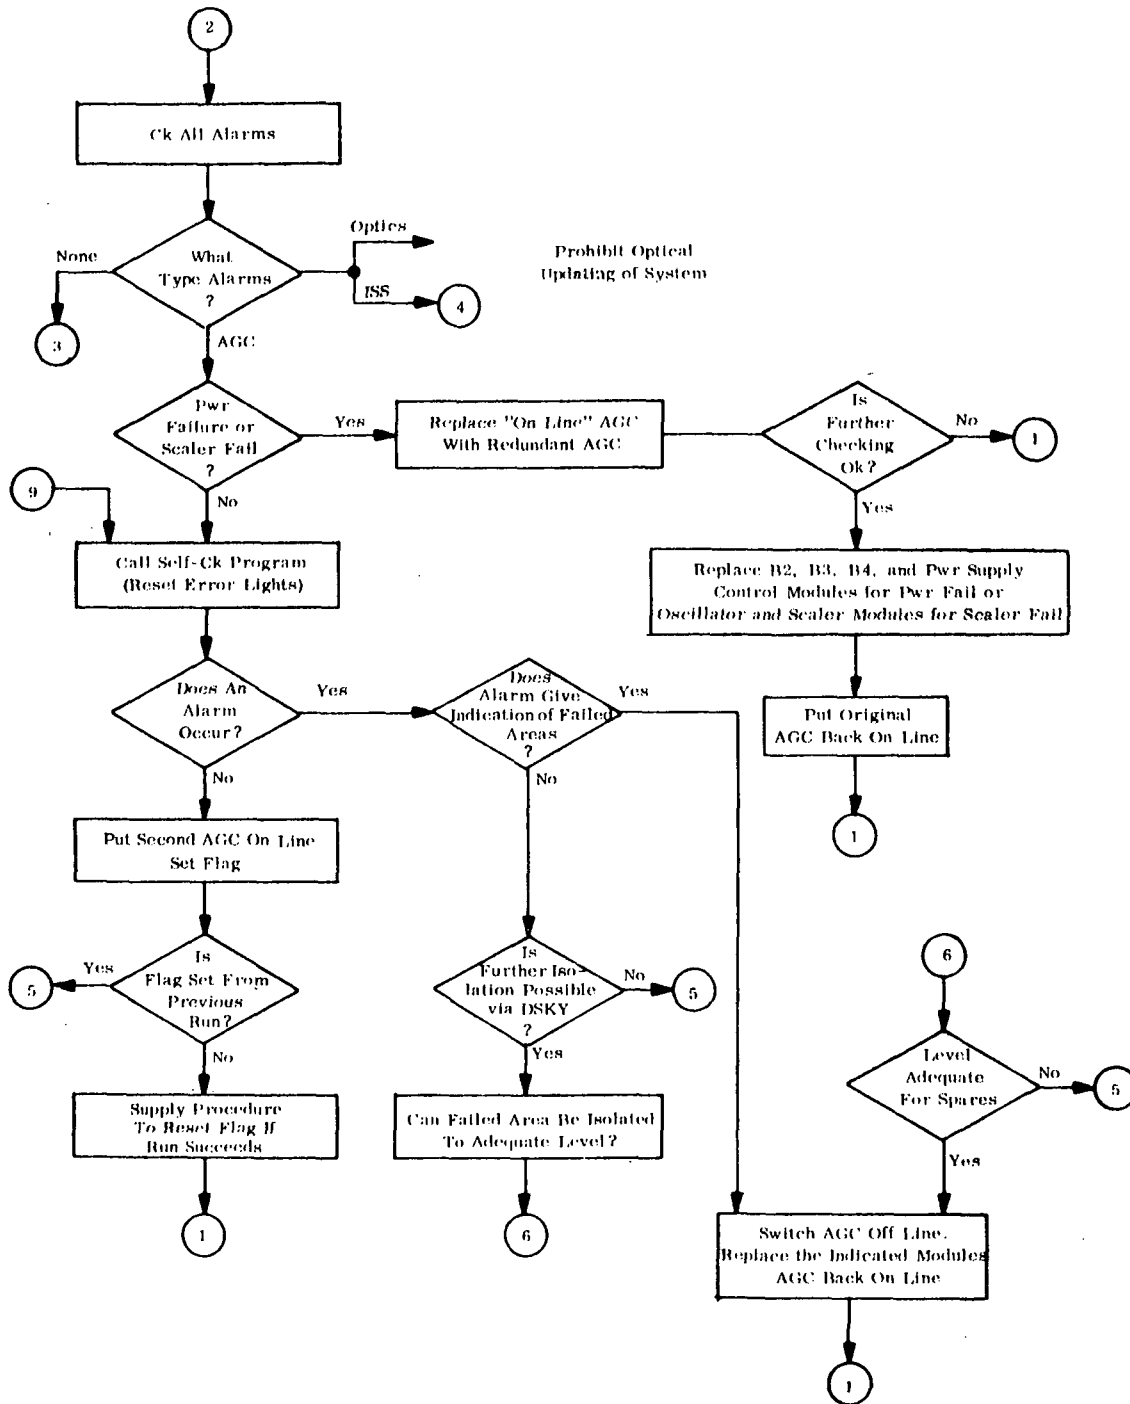 2
Ck All Alarms
What
Type Alarms
?
None
3
Optics
ISS
4
Prohibit Optical
Updating of System
AGC
Pwr
Failure or
Scaler Fail
?
Yes
Replace "On Line" AGC
With Redundant AGC
Is
Further
Checking
Ok?
No
1
Yes
Replace B2, B3, B4, and Pwr Supply
Control Modules for Pwr Fail or
Oscillator and Scaler Modules for Scaler Fail
Put Original
AGC Back On Line
1
9
No
Call Self-Ck Program
(Reset Error Lights)
Does An
Alarm
Occur?
Yes
Does
Alarm Give
Indication of Failed
Areas
?
Yes
No
No
Put Second AGC On Line
Set Flag
Is
Flag Set From
Previous
Run?
Yes
5
No
Supply Procedure
To Reset Flag If
Run Succeeds
1
Is
Further Iso-
lation Possible
via DSKY
?
No
5
Yes
Can Failed Area Be Isolated
To Adequate Level?
6
6
Level
Adequate
For Spares
No
5
Yes
Switch AGC Off Line.
Replace the Indicated Modules
AGC Back On Line
1